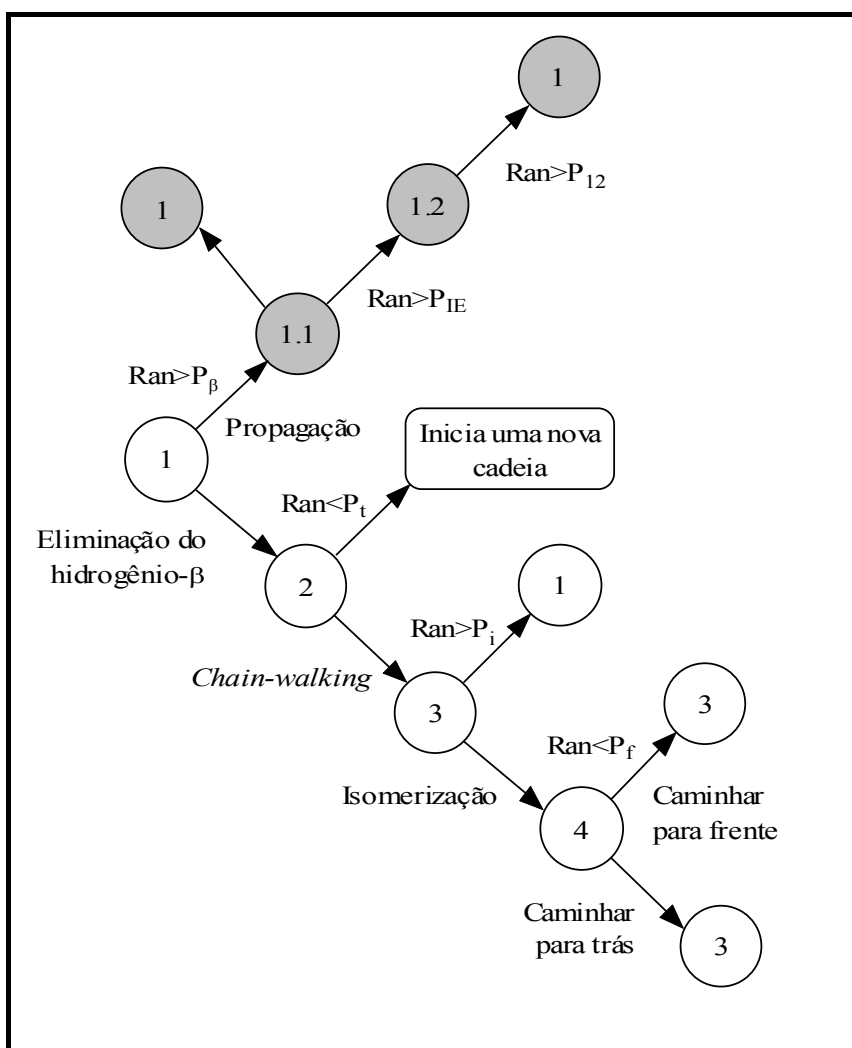 1
Ran>P12
1
1.2
Ran>PIE
1.1
Ran>Pβ
Propagação
1
Inicia uma nova
cadeia
Ran<Pt
Eliminação do
hidrogênio-β
2
1
Ran>Pi
Chain-walking
3
3
Ran<Pf
Isomerização
Caminhar
para frente
4
Caminhar
para trás
3